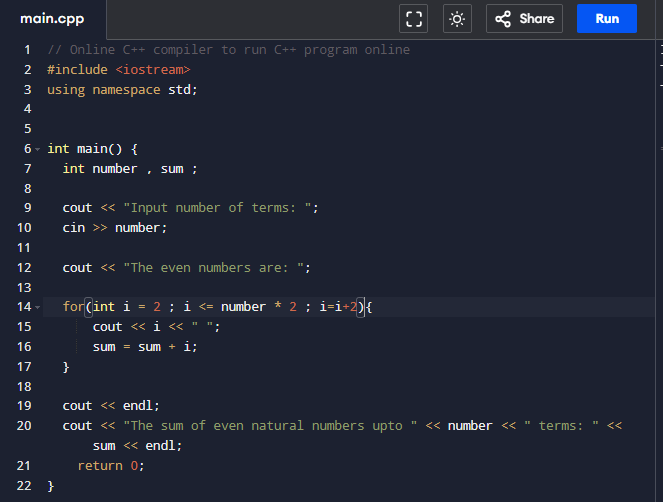 main.cpp Share Run
1 // Online C++ compiler to run C++ program online
2 #include <iostream>
3 using namespace std;
4
5
6 int main() {
7 int number , sum ;
8
9 cout << "Input number of terms: ";
10 cin >> number;
11
12 cout << "The even numbers are: ";
13
14 for(int i = 2 ; i <= number * 2 ; i=i+2){
15 cout << i << " ";
16 sum = sum + i;
17 }
18
19 cout << endl;
20 cout << "The sum of even natural numbers upto " << number << " terms: " <<
sum << endl;
21 return 0;
22 }